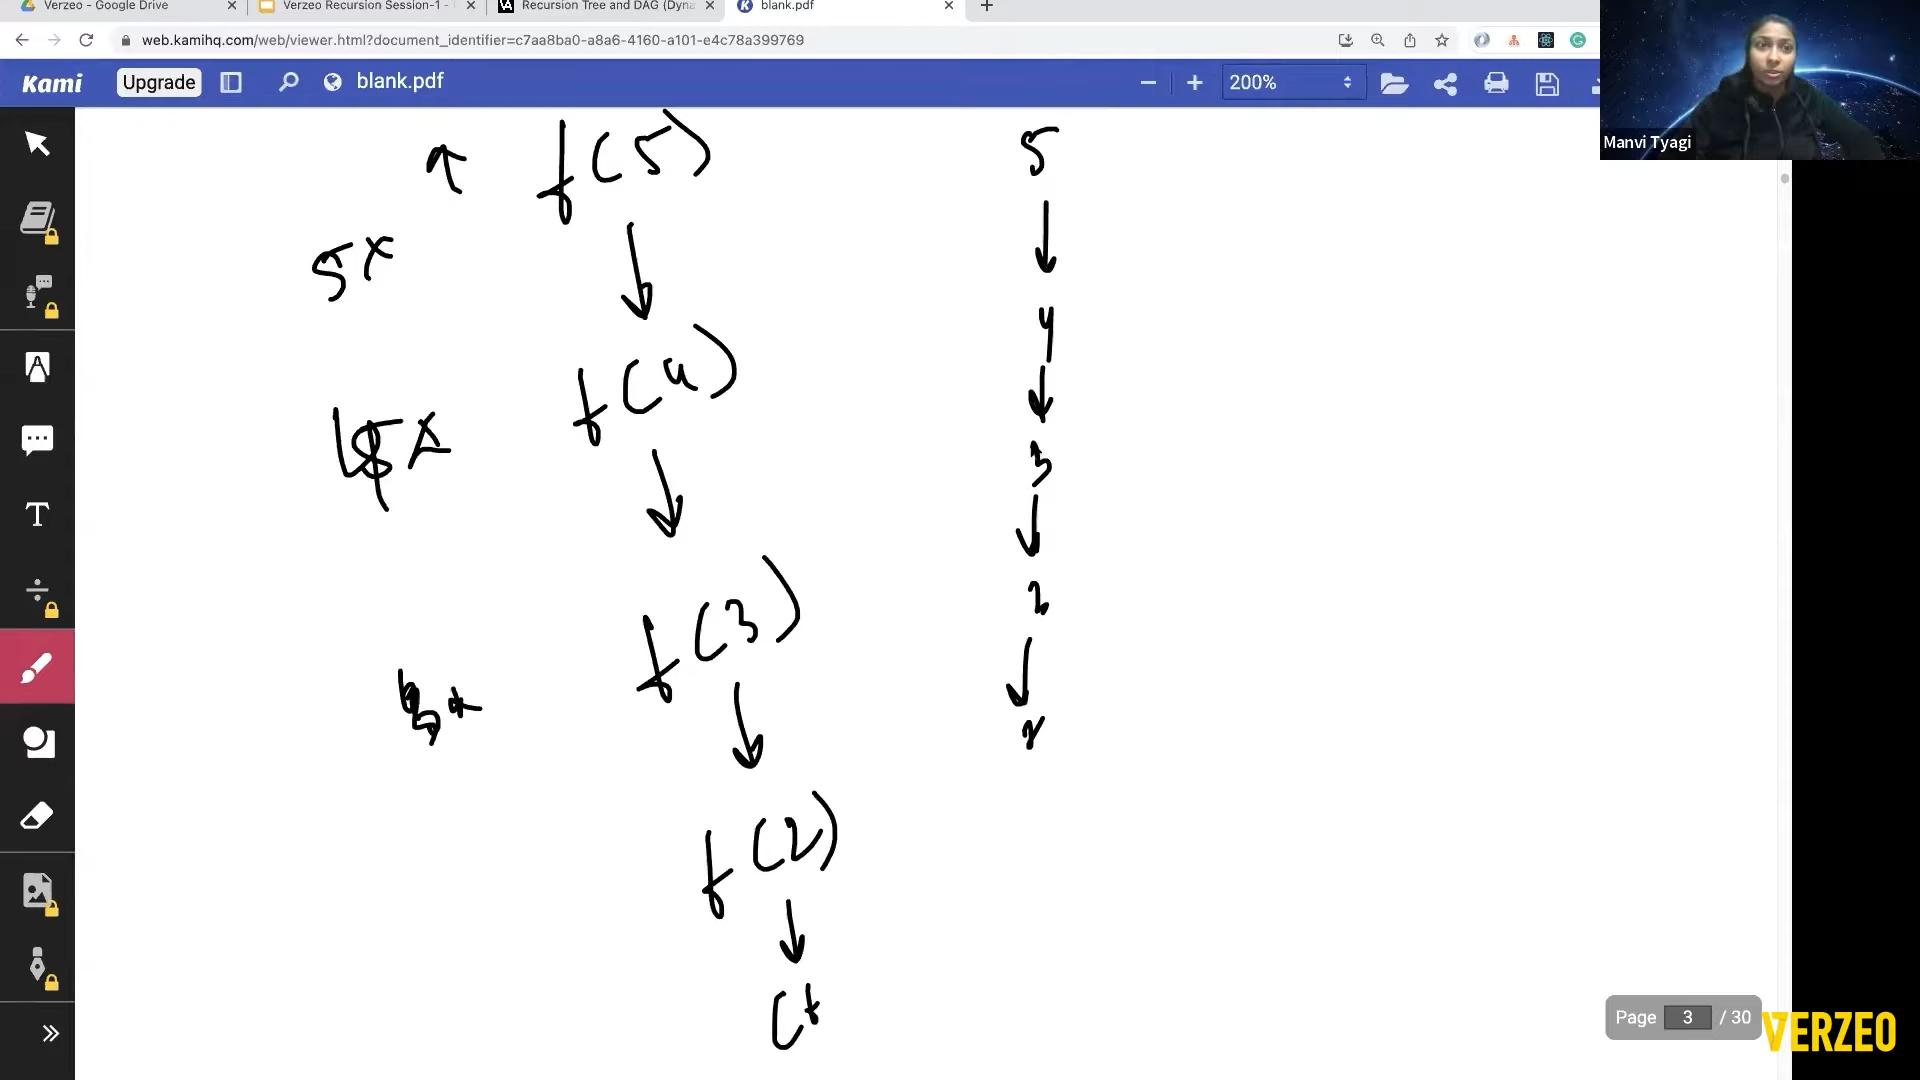 Verzeo - Google Drive
Verzeo Recursion Session-1 -
Recursion Tree and DAG (Dyna
blank.pdf
web.kamihq.com/web/viewer.html?document_identifier=c7aa8ba0-a8a6-4160-a101-e4c78a399769
Kami
Upgrade
blank.pdf
200%
Manvi Tyagi
f(5)
5
5x
4
f(4)
3
f(3)
2
f(2)
Page 3 / 30
VERZEO